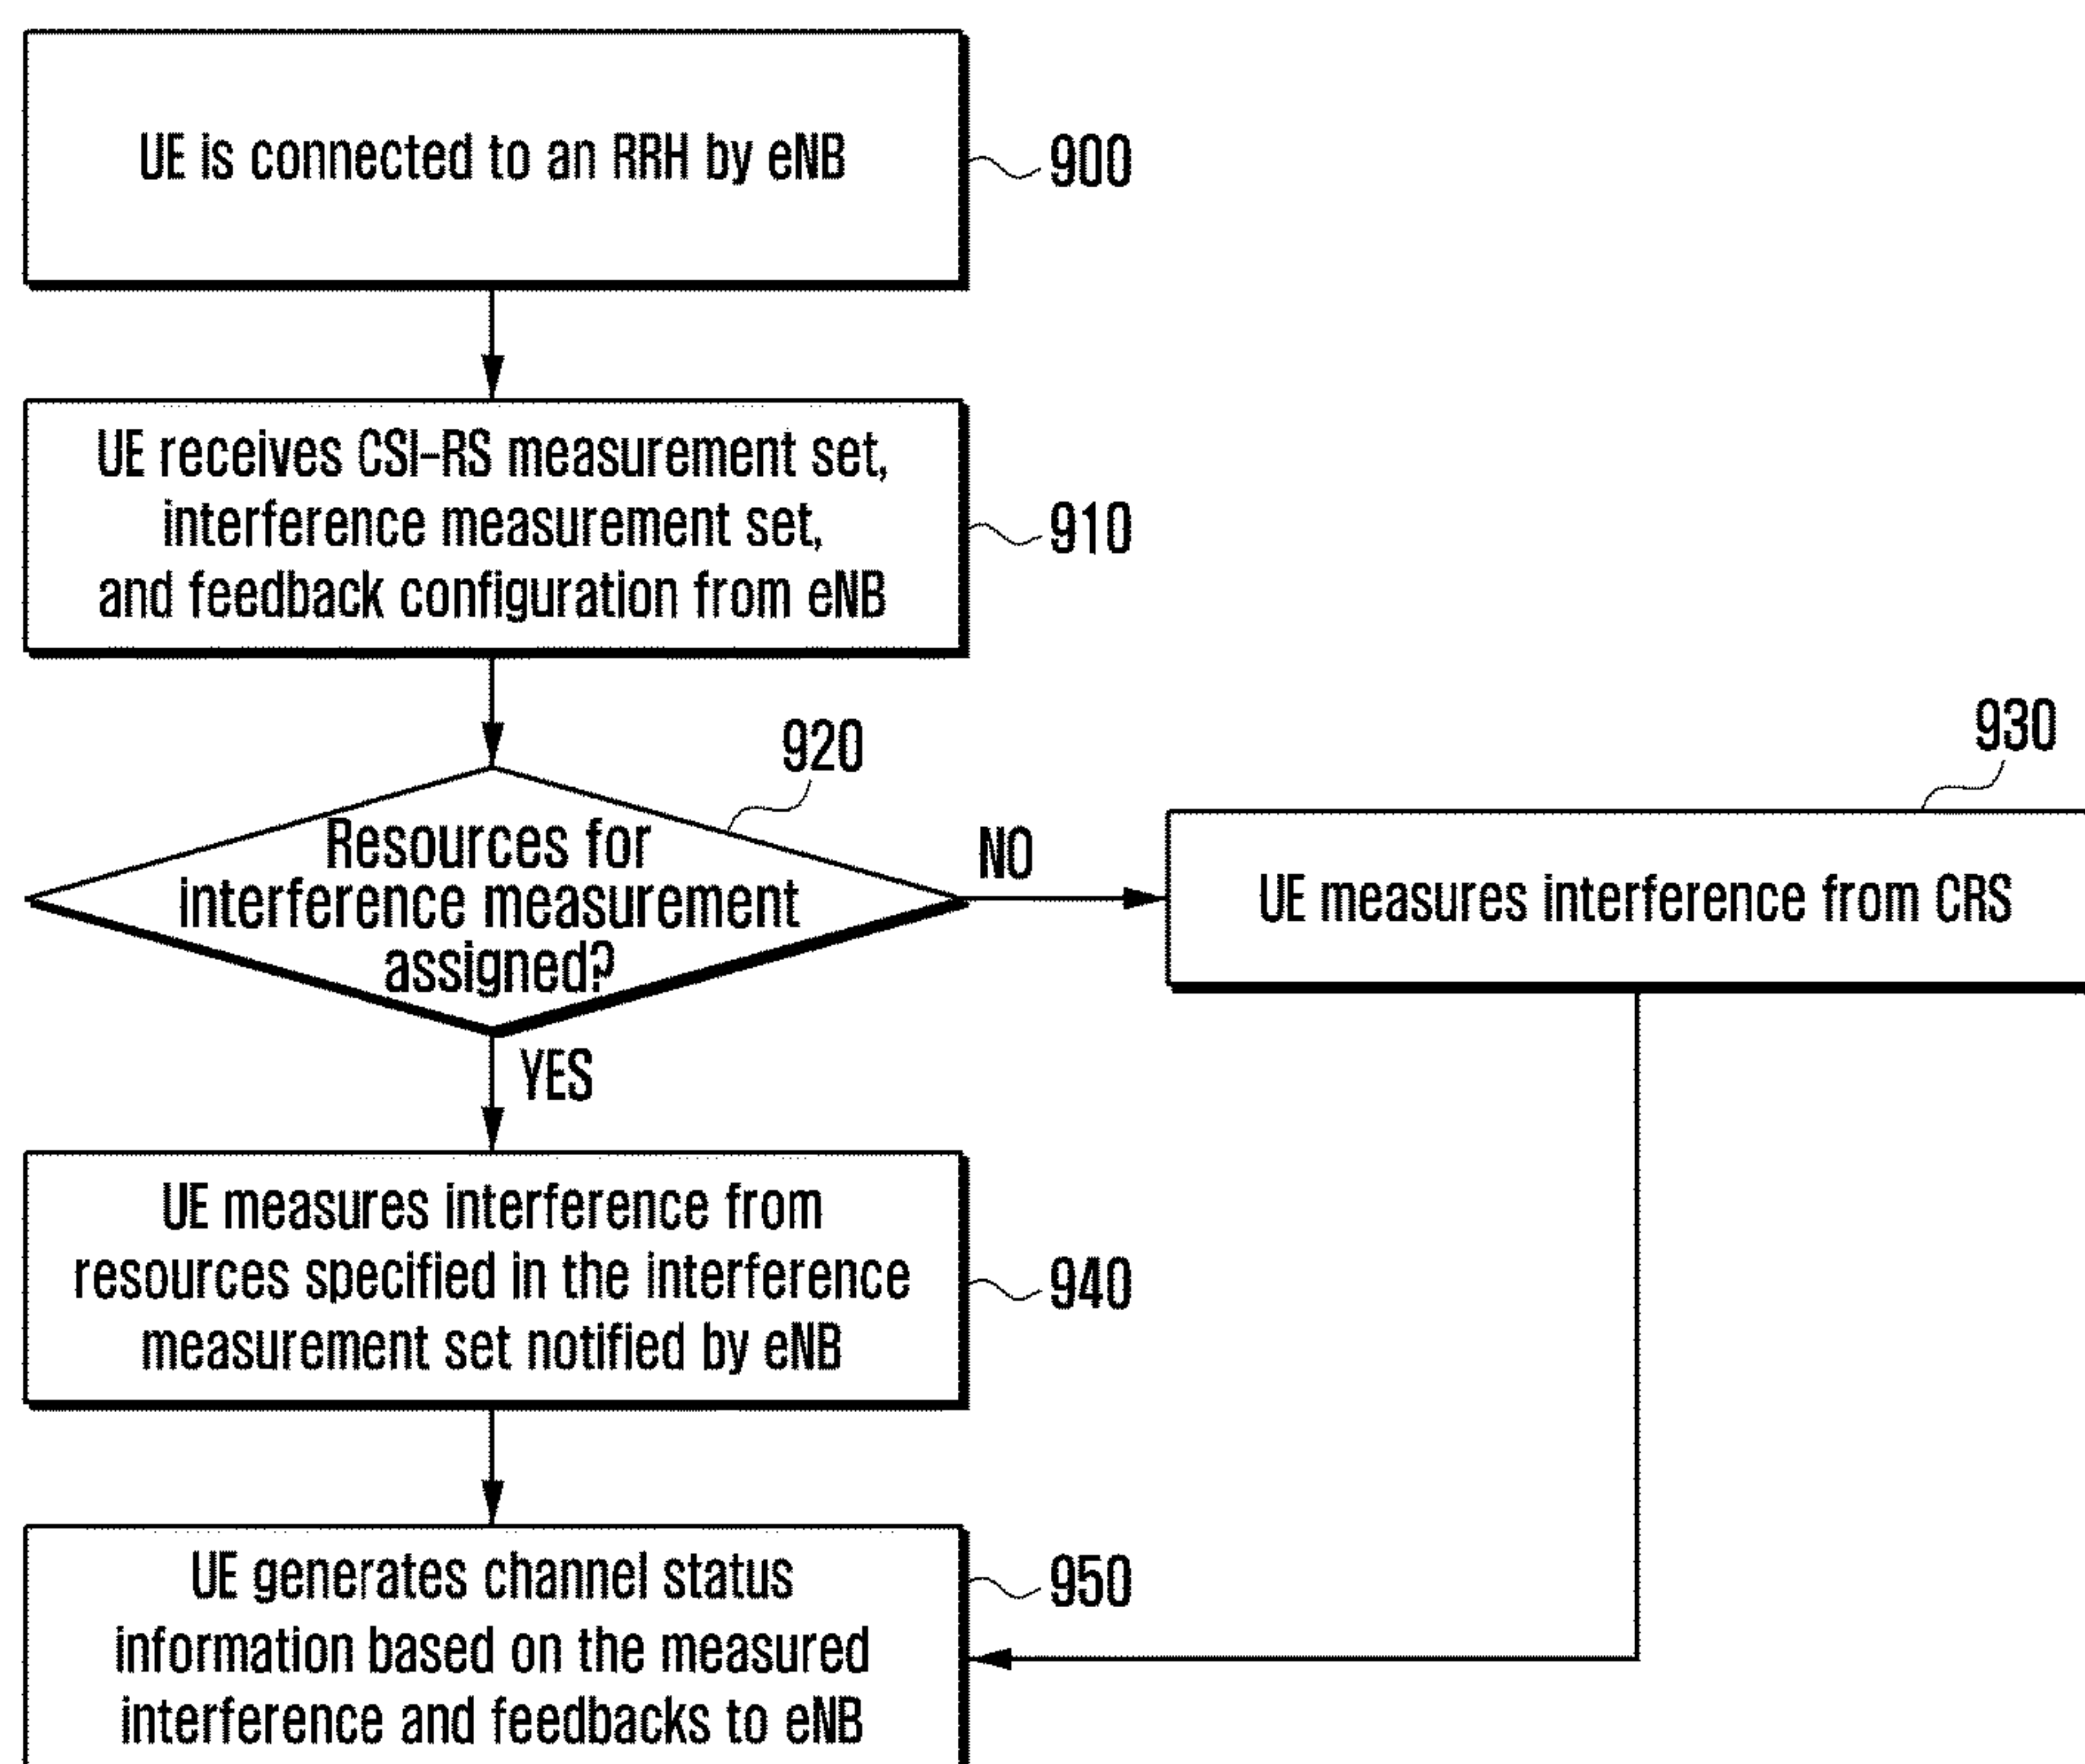 UE is connected to an RRH by eNB
900
UE receives CSI-RS measurement set,
interference measurement set,
and feedback configuration from eNB
910
920
Resources for
interference measurement
assigned?
NO
930
UE measures interference from CRS
YES
UE measures interference from
resources specified in the interference
measurement set notified by eNB
940
UE generates channel status
information based on the measured
interference and feedbacks to eNB
950